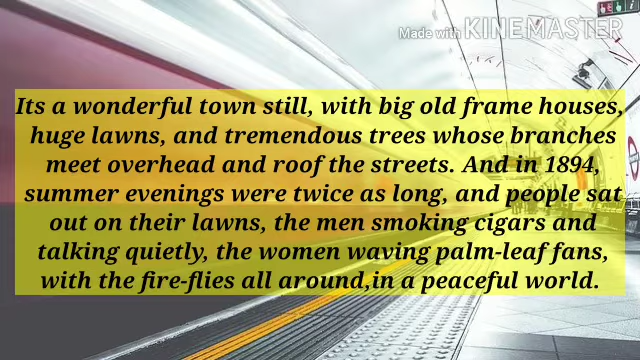 Made with KINEMASTER
Its a wonderful town still, with big old frame houses,
huge lawns, and tremendous trees whose branches
meet overhead and roof the streets. And in 1894,
summer evenings were twice as long, and people sat
out on their lawns, the men smoking cigars and
talking quietly, the women waving palm-leaf fans,
with the fire-flies all around,in a peaceful world.